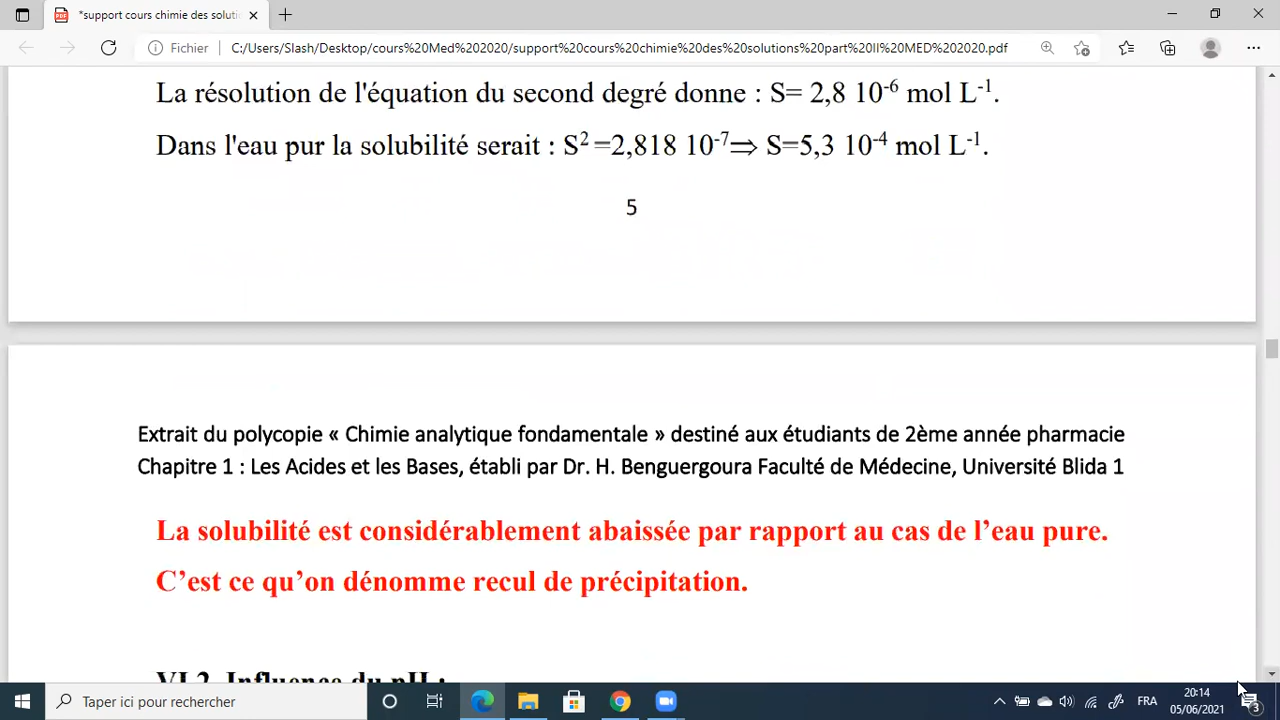 *support cours chimie des soluti
Fichier
C:/Users/Slash/Desktop/cours%20Med%202020/support%20cours%20chimie%20des%20solutions%20part%20II%20MED%202020.pdf
La résolution de l'équation du second degré donne : S= 2,8 10-6 mol L-1.
Dans l'eau pur la solubilité serait : S2 =2,818 10-7⇒ S=5,3 10-4 mol L-1.
5
Extrait du polycopie « Chimie analytique fondamentale » destiné aux étudiants de 2ème année pharmacie
Chapitre 1 : Les Acides et les Bases, établi par Dr. H. Benguergoura Faculté de Médecine, Université Blida 1
La solubilité est considérablement abaissée par rapport au cas de l’eau pure.
C’est ce qu’on dénomme recul de précipitation.
VI.2. Influence du pH :
Taper ici pour rechercher
FRA
20:14
05/06/2021
3